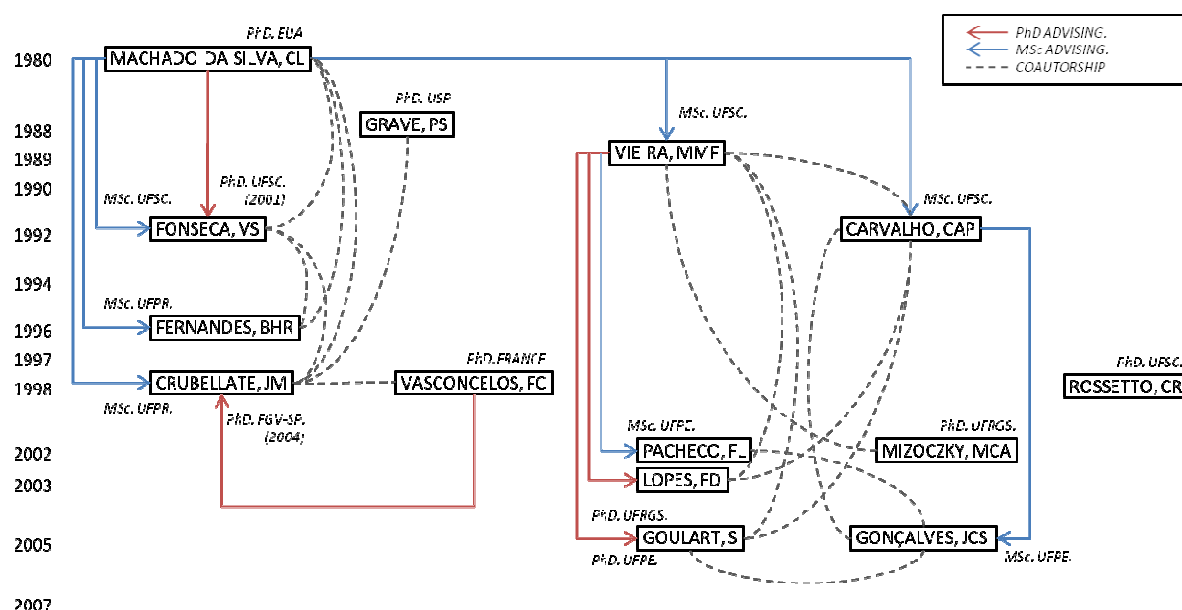 PhD. EUA
PhD ADVISING.
1980
MACHADO DA SILVA, CL
MSc ADVISING.
COAUTORSHIP
PhD. USP
GRAVE, PS
MSc. UFSC.
1988
1989
VIEIRA, MMF
1990
PhD. UFSC.
(2001)
MSc. UFSC.
MSc. UFSC.
1992
FONSECA, VS
CARVALHO, CAP
1994
MSc. UFPR.
1996
FERNANDES, BHR
1997
PhD. FRANCE
PhD. UFSC.
1998
CRUBELLATE, JM
VASCONCELOS, FC
ROSSETTO, CR
MSc. UFPR.
PhD. FGV-SP.
(2004)
MSc. UFPE.
PhD. UFRGS.
2002
PACHECO, FL
MIZOCZKY, MCA
2003
LOPES, FD
PhD. UFRGS.
2005
GOULART, S
GONÇALVES, JCS
PhD. UFPE.
MSc. UFPE.
2007